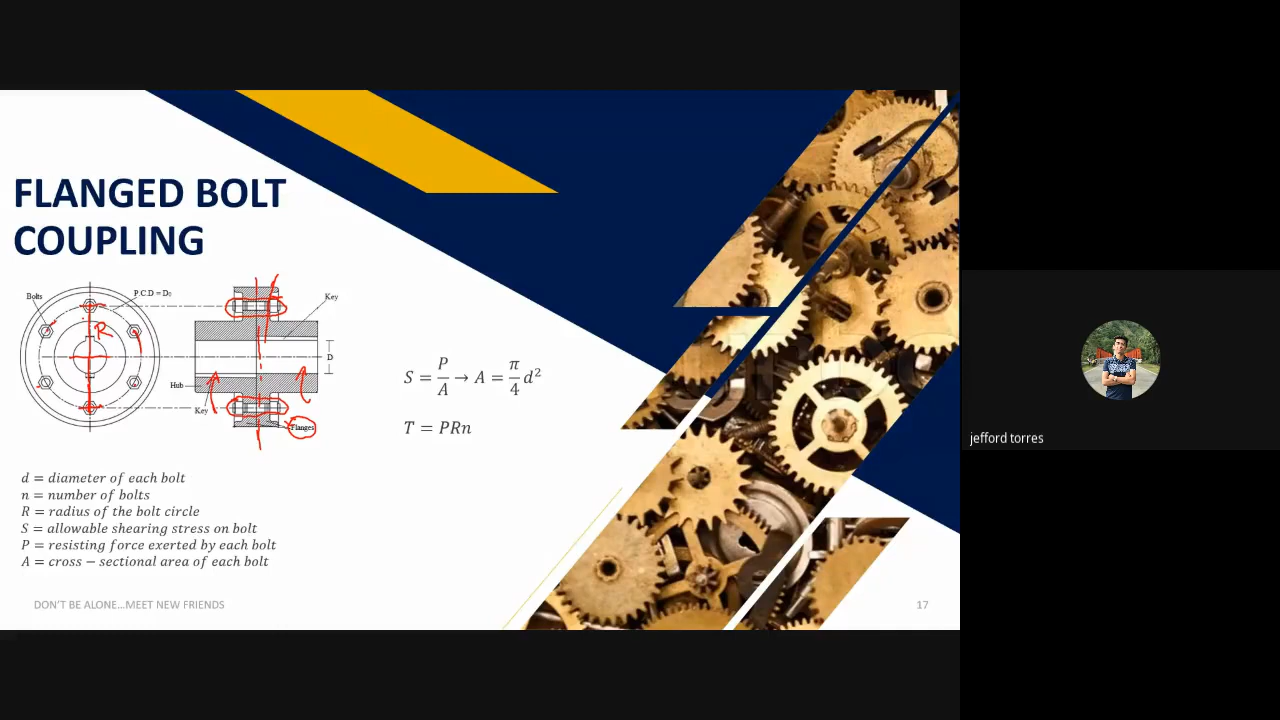 FLANGED BOLT
COUPLING
Bolts
P.C.D = D₀
Key
R
D
Hub
Key
Flanges
S = P/A → A = π/4 d²
T = PRn
d = diameter of each bolt
n = number of bolts
R = radius of the bolt circle
S = allowable shearing stress on bolt
P = resisting force exerted by each bolt
A = cross − sectional area of each bolt
DON'T BE ALONE...MEET NEW FRIENDS
17
jefford torres